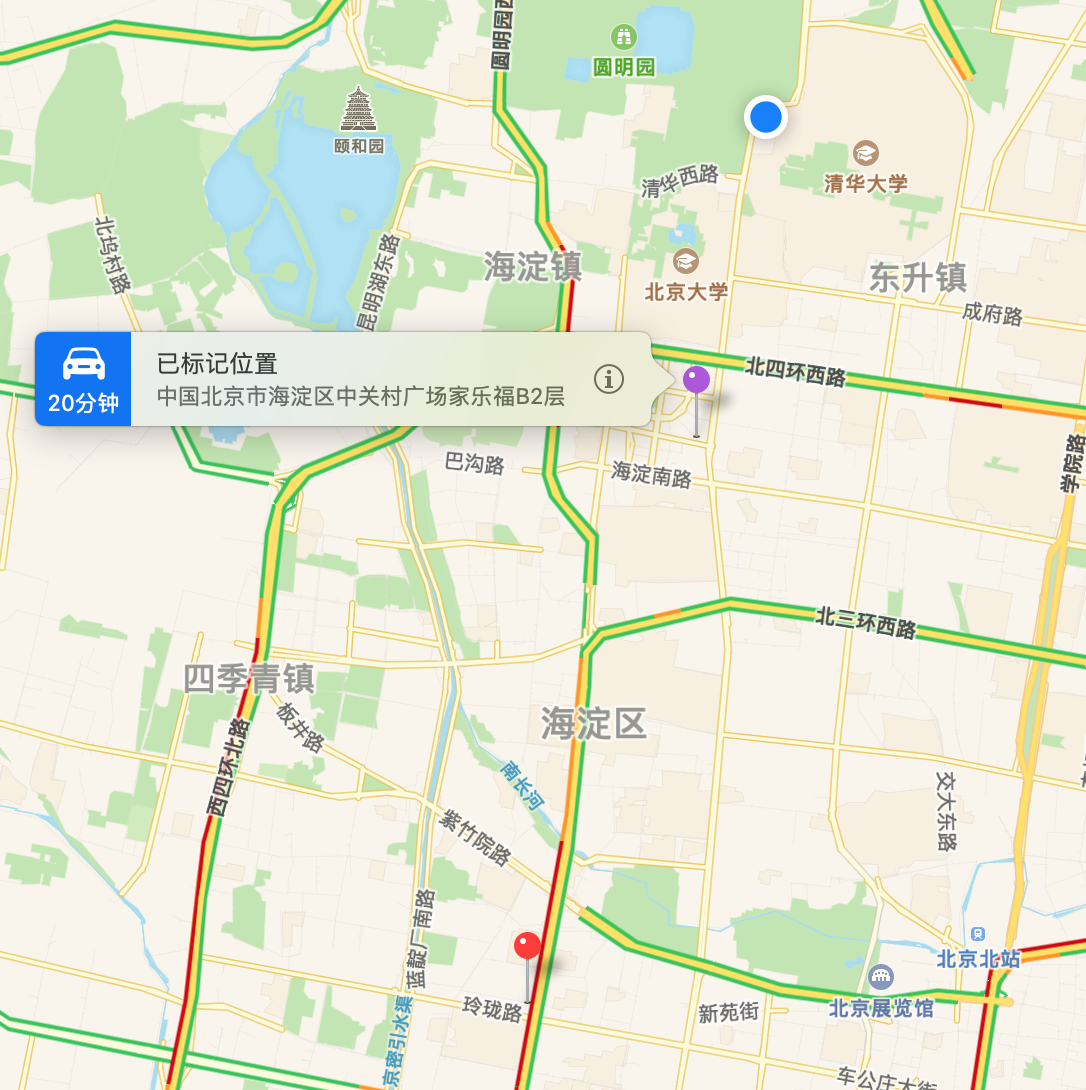 圆明园西
圆明园
颐和园
清华西路
清华大学
北坞村路
昆明湖东路
海淀镇
北京大学
东升镇
成府路
已标记位置
中国北京市海淀区中关村广场家乐福B2层
20分钟
北四环西路
学院路
巴沟路
海淀南路
北三环西路
四季青镇
板井路
海淀区
西四环北路
南长河
交大东路
紫竹院路
蓝靛厂南路
北京北站
北京展览馆
玲珑路
新苑街
京密引水渠
车公庄大街